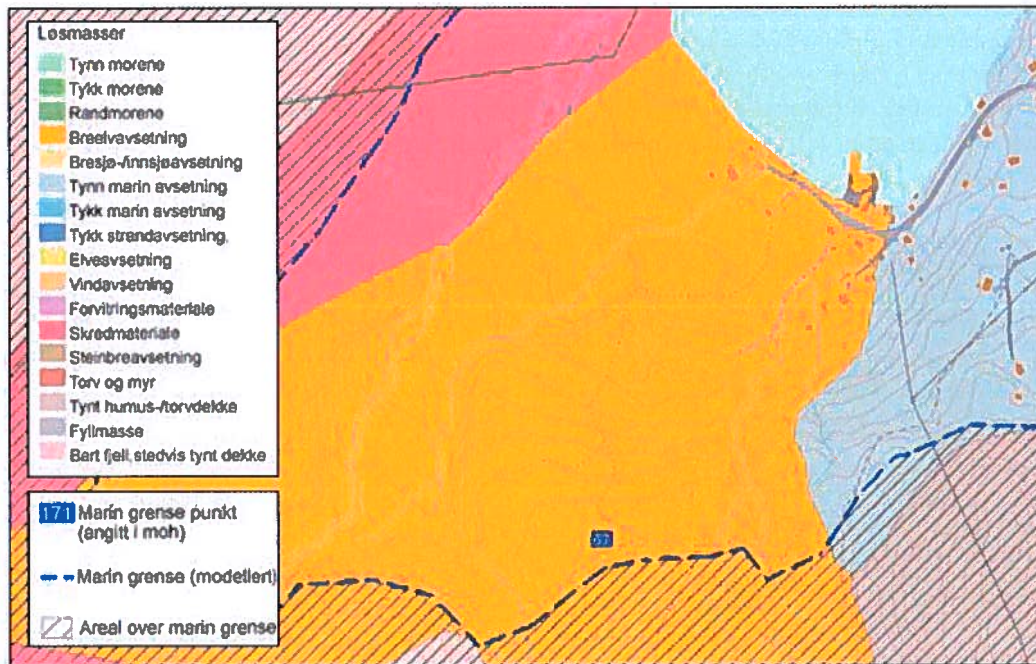 Løsmasser
Tynn morene
Tykk morene
Randmorene
Breelvavsetning
Bresjø-/innsjøavsetning
Tynn marin avsetning
Tykk marin avsetning
Tykk strandavsetning,
Elveavsetning
Vindavsetning
Forvitringsmateriale
Skredmateriale
Steinbreavsetning
Torv og myr
Tynt humus-/torvdekke
Fyllmasse
Bart fjell, stedvis tynt dekke
171 Marin grense punkt
(angitt i moh)
Marin grense (modellert)
Areal over marin grense